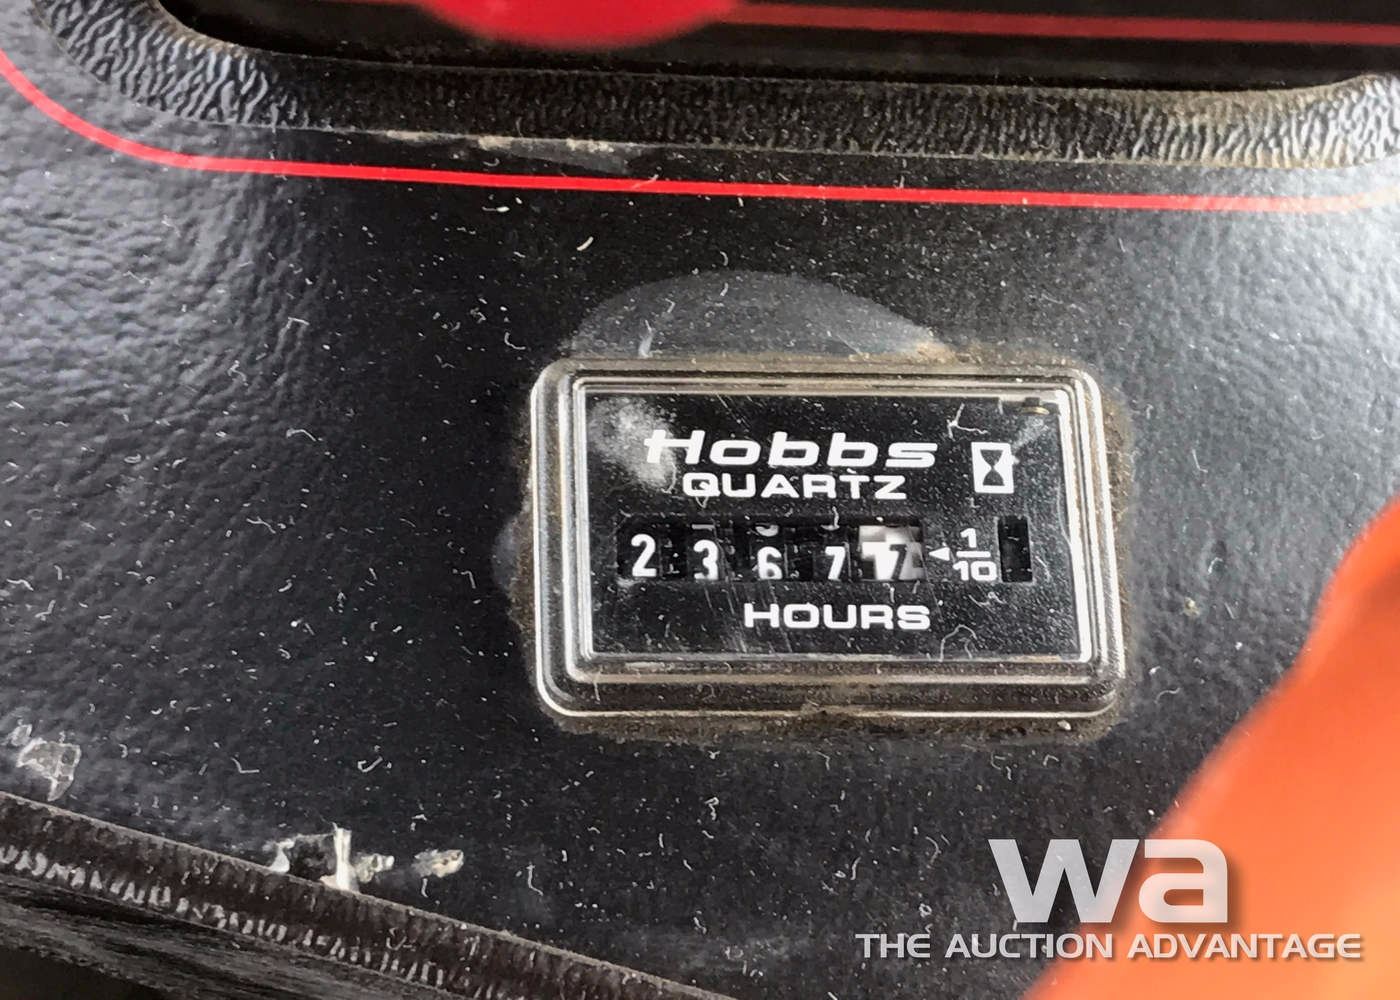 Hobbs
QUARTZ
2 3 6 7
1/10
HOURS
wa
THE AUCTION ADVANTAGE